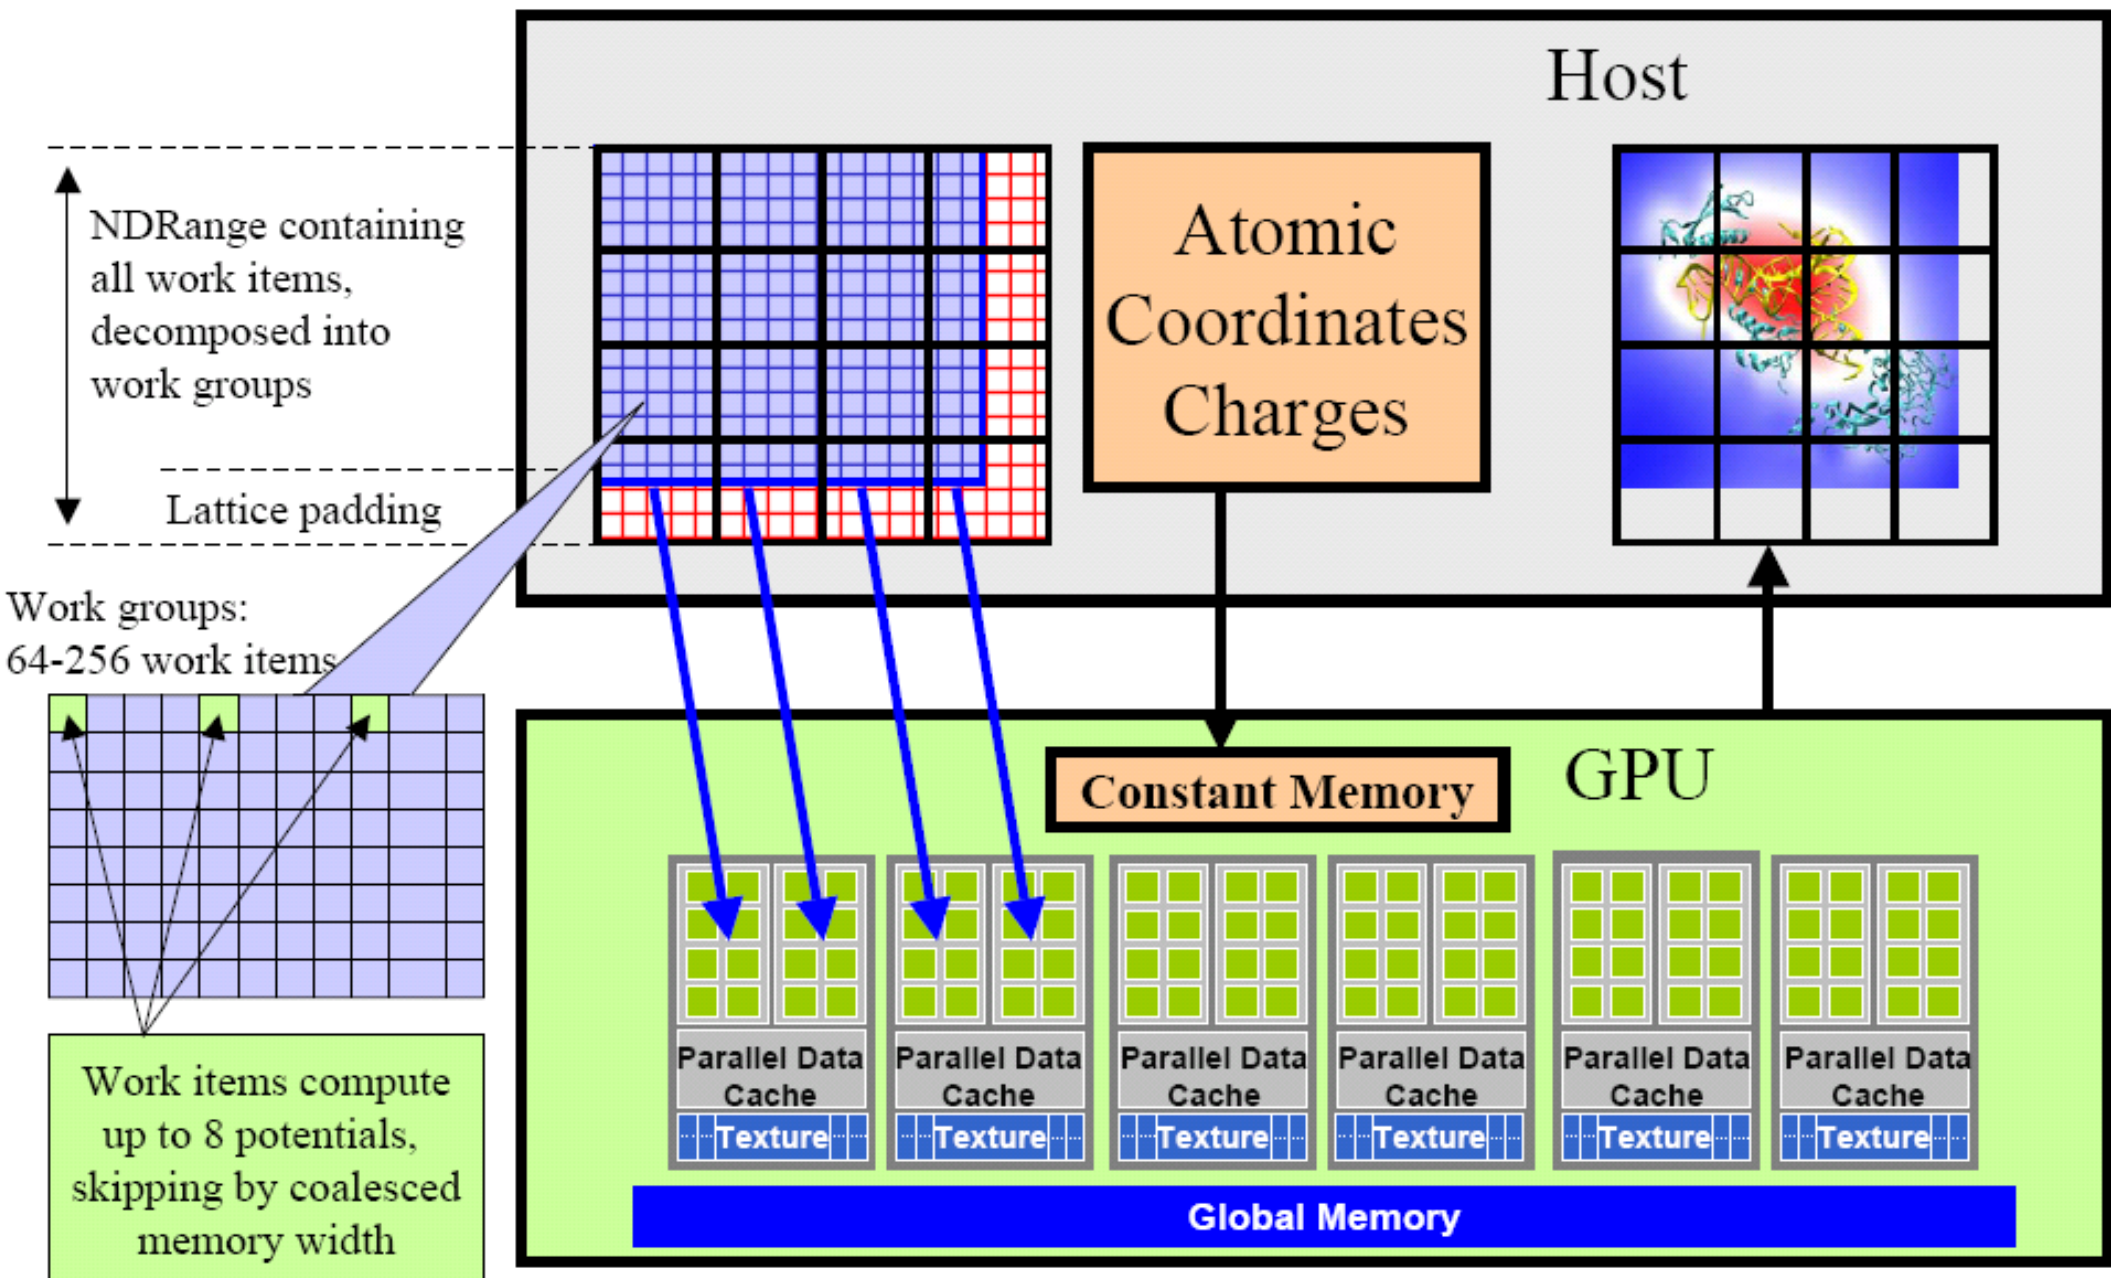 Host
NDRange containing
all work items,
decomposed into
work groups
Lattice padding
Atomic
Coordinates
Charges
Work groups:
64-256 work items
Work items compute
up to 8 potentials,
skipping by coalesced
memory width
GPU
Constant Memory
Parallel Data
Cache
Texture
Parallel Data
Cache
Texture
Parallel Data
Cache
Texture
Parallel Data
Cache
Texture
Parallel Data
Cache
Texture
Parallel Data
Cache
Texture
Global Memory